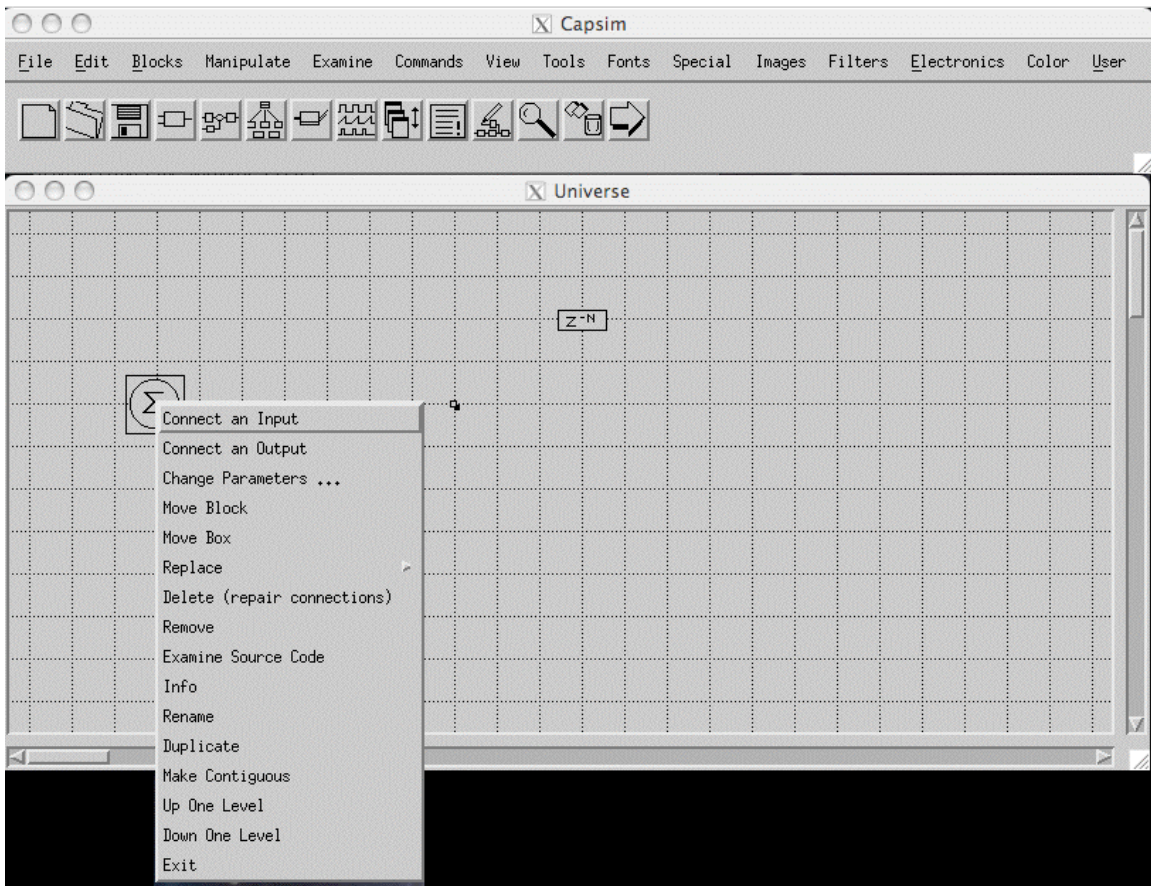 X Capsim
File Edit Blocks Manipulate Examine Commands View Tools Fonts Special Images Filters Electronics Color User
X Universe
Z-N
Σ
Connect an Input
Connect an Output
Change Parameters ...
Move Block
Move Box
Replace
Delete (repair connections)
Remove
Examine Source Code
Info
Rename
Duplicate
Make Contiguous
Up One Level
Down One Level
Exit